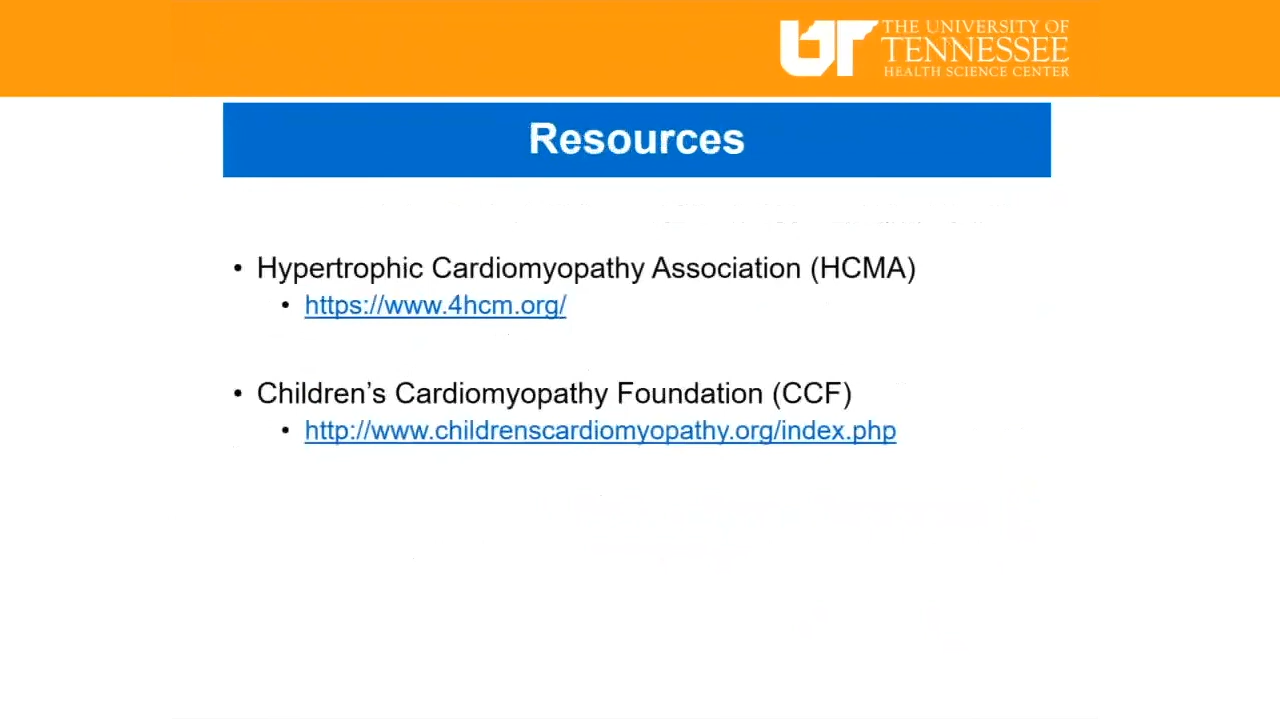 UT THE UNIVERSITY OF
TENNESSEE
HEALTH SCIENCE CENTER
Resources
• Hypertrophic Cardiomyopathy Association (HCMA)
• https://www.4hcm.org/
• Children’s Cardiomyopathy Foundation (CCF)
• http://www.childrenscardiomyopathy.org/index.php